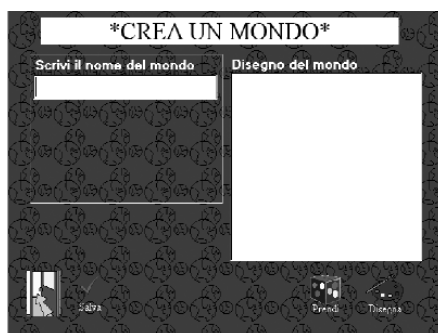 *CREA UN MONDO*
Scrivi il nome del mondo
Disegno del mondo
Salva
Prendi
Disegna